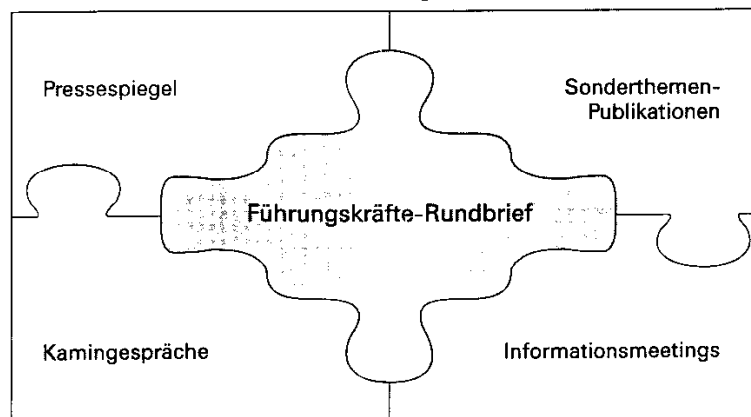 Pressespiegel
Sonderthemen-
Publikationen
Führungskräfte-Rundbrief
Kamingespräche
Informationsmeetings